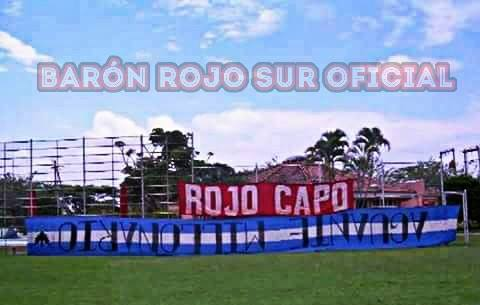 BARÓN ROJO SUR OFICIAL
ROJO CAPO
AGUANTE MILLONARIO